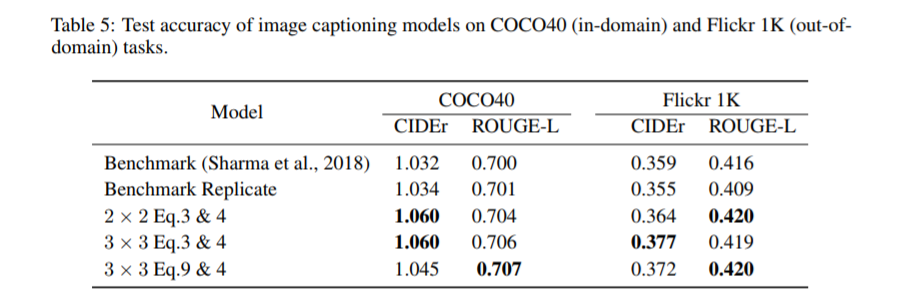 Table 5: Test accuracy of image captioning models on COCO40 (in-domain) and Flickr 1K (out-of-
domain) tasks.
Model COCO40 Flickr 1K
CIDEr ROUGE-L CIDEr ROUGE-L
Benchmark (Sharma et al., 2018) 1.032 0.700 0.359 0.416
Benchmark Replicate 1.034 0.701 0.355 0.409
2 × 2 Eq.3 & 4 1.060 0.704 0.364 0.420
3 × 3 Eq.3 & 4 1.060 0.706 0.377 0.419
3 × 3 Eq.9 & 4 1.045 0.707 0.372 0.420